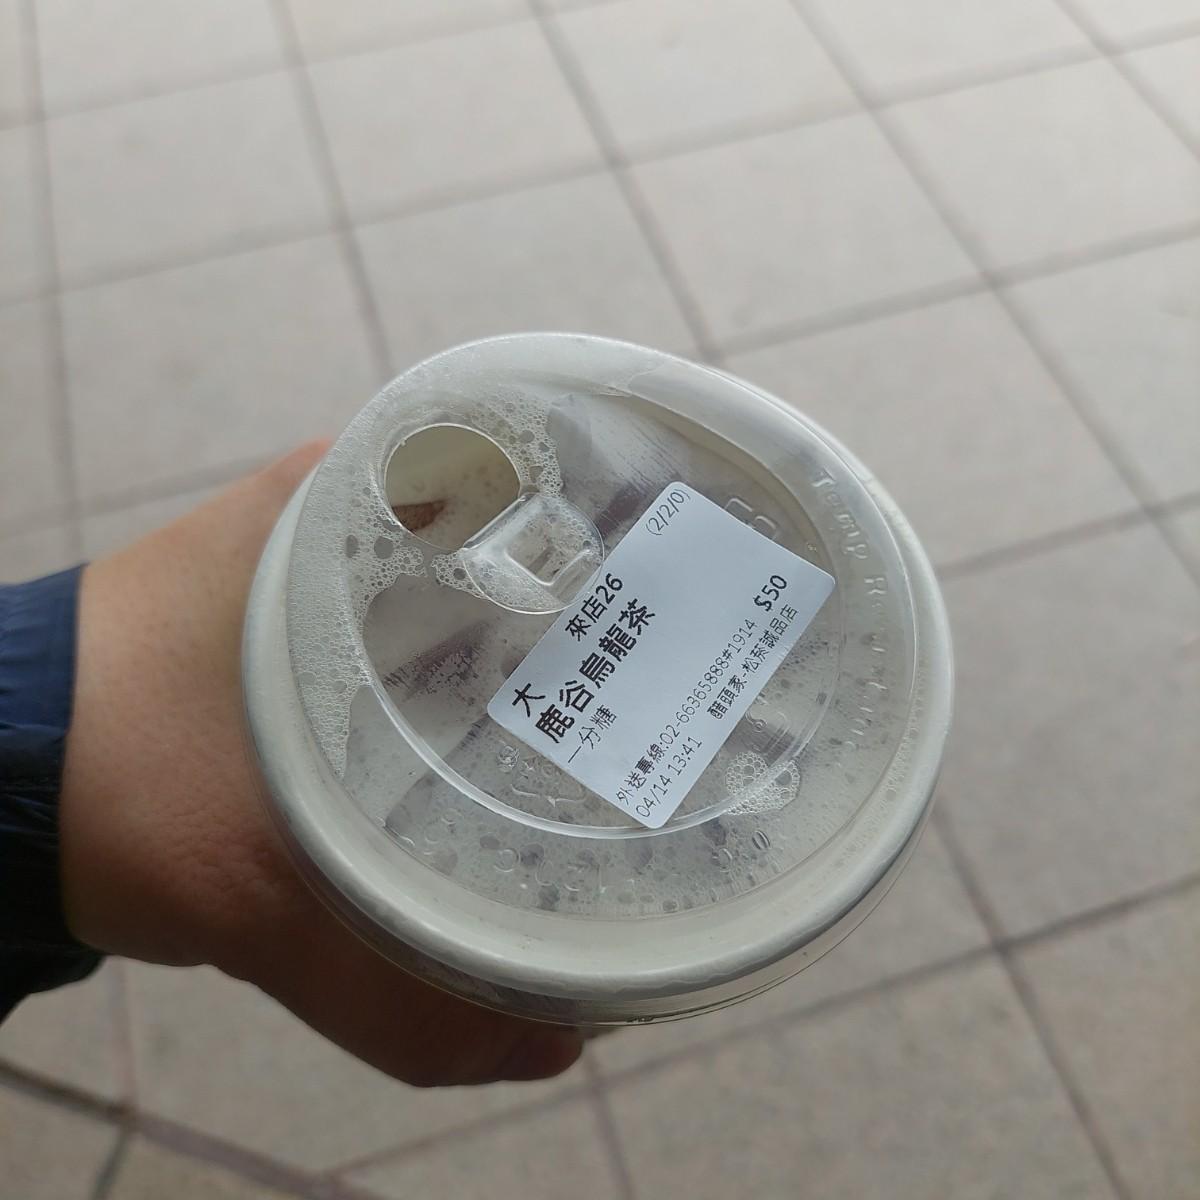 (2/2/0)
來店26
大
鹿谷烏龍茶
一分糖
$50
外送專線:02-66365888#1914
醋頭家-松菸誠品店
04/14 13:41